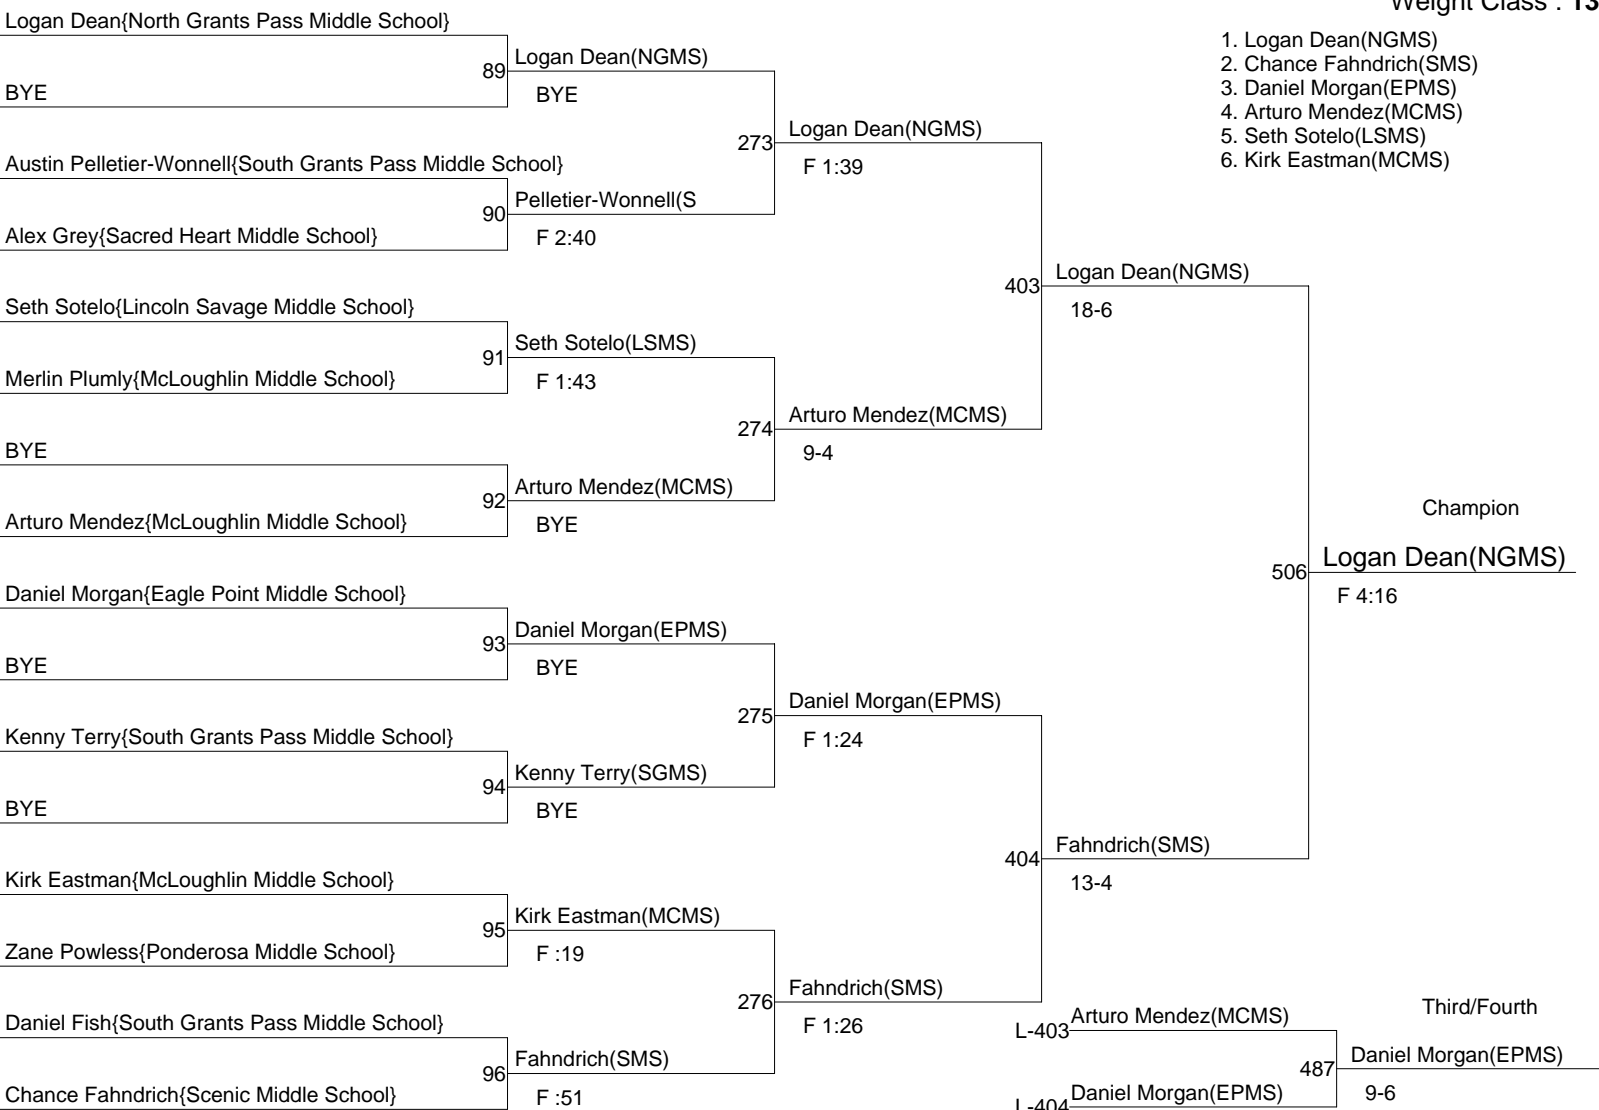 Weight Class : 13
1. Logan Dean(NGMS)
2. Chance Fahndrich(SMS)
3. Daniel Morgan(EPMS)
4. Arturo Mendez(MCMS)
5. Seth Sotelo(LSMS)
6. Kirk Eastman(MCMS)
Logan Dean{North Grants Pass Middle School}
BYE
Austin Pelletier-Wonnell{South Grants Pass Middle School}
Alex Grey{Sacred Heart Middle School}
Seth Sotelo{Lincoln Savage Middle School}
Merlin Plumly{McLoughlin Middle School}
BYE
Arturo Mendez{McLoughlin Middle School}
Daniel Morgan{Eagle Point Middle School}
BYE
Kenny Terry{South Grants Pass Middle School}
BYE
Kirk Eastman{McLoughlin Middle School}
Zane Powless{Ponderosa Middle School}
Daniel Fish{South Grants Pass Middle School}
Chance Fahndrich{Scenic Middle School}
89 Logan Dean(NGMS)
BYE
90 Pelletier-Wonnell(S
F 2:40
91 Seth Sotelo(LSMS)
F 1:43
92 Arturo Mendez(MCMS)
BYE
93 Daniel Morgan(EPMS)
BYE
94 Kenny Terry(SGMS)
BYE
95 Kirk Eastman(MCMS)
F :19
96 Fahndrich(SMS)
F :51
273 Logan Dean(NGMS)
F 1:39
274 Arturo Mendez(MCMS)
9-4
275 Daniel Morgan(EPMS)
F 1:24
276 Fahndrich(SMS)
F 1:26
403 Logan Dean(NGMS)
18-6
404 Fahndrich(SMS)
13-4
Champion
506 Logan Dean(NGMS)
F 4:16
Third/Fourth
L-403 Arturo Mendez(MCMS)
L-404 Daniel Morgan(EPMS)
487 Daniel Morgan(EPMS)
9-6